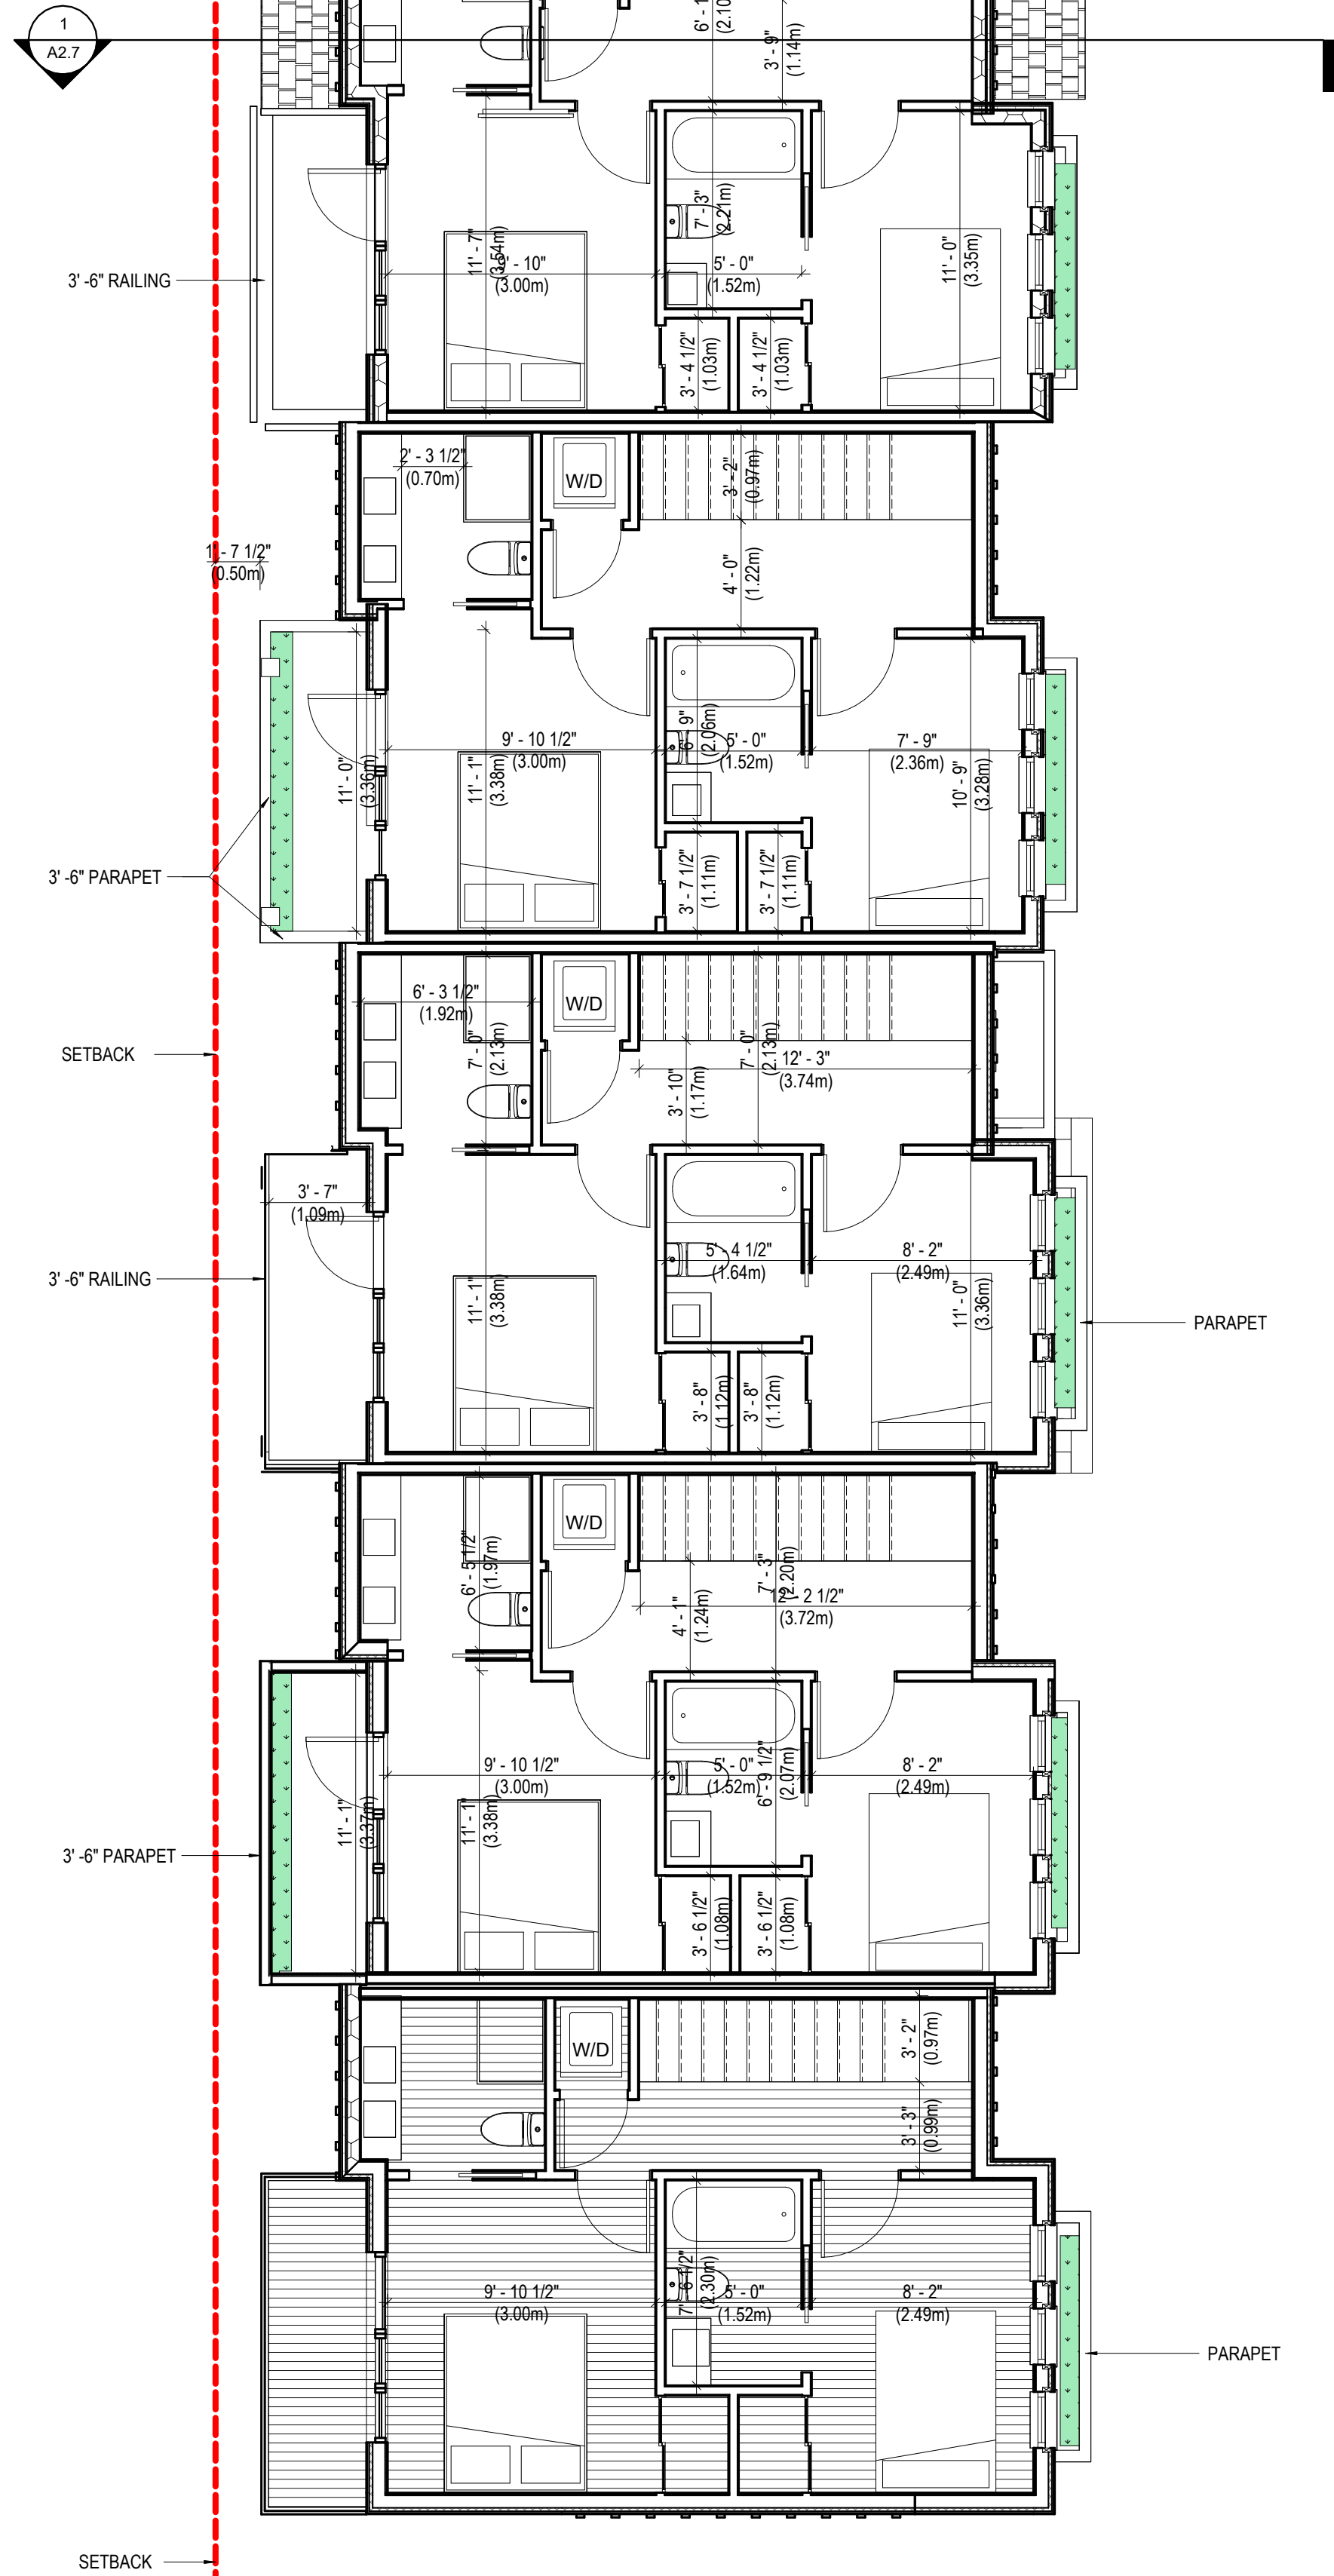 1
A2.7
6' - 1
(2.10
3' - 9"
(1.14m)
3' -6" RAILING
11' - 7"
(3.54m)
9' - 10"
(3.00m)
7' - 3"
(2.21m)
5' - 0"
(1.52m)
11' - 0"
(3.35m)
3' - 4 1/2"
(1.03m)
3' - 4 1/2"
(1.03m)
2' - 3 1/2"
(0.70m)
W/D
3' - 2"
(0.97m)
1' - 7 1/2"
(0.50m)
4' - 0"
(1.22m)
11' - 0"
(3.36m)
11' - 1"
(3.38m)
9' - 10 1/2"
(3.00m)
6' - 9"
(2.06m)
5' - 0"
(1.52m)
7' - 9"
(2.36m)
10' - 9"
(3.28m)
3' -6" PARAPET
3' - 7 1/2"
(1.11m)
3' - 7 1/2"
(1.11m)
6' - 3 1/2"
(1.92m)
W/D
7' - 0"
(2.13m)
SETBACK
7' - 0"
(2.13m)
12' - 3"
(3.74m)
3' - 10"
(1.17m)
3' - 7"
(1.09m)
3' -6" RAILING
11' - 1"
(3.38m)
5' - 4 1/2"
(1.64m)
8' - 2"
(2.49m)
11' - 0"
(3.36m)
PARAPET
3' - 8"
(1.12m)
3' - 8"
(1.12m)
W/D
6' - 5 1/2"
(1.97m)
7' - 3"
(2.20m)
12' - 2 1/2"
(3.72m)
4' - 1"
(1.24m)
9' - 10 1/2"
(3.00m)
5' - 0"
(1.52m)
6' - 9 1/2"
(2.07m)
8' - 2"
(2.49m)
11' - 1"
(3.37m)
11' - 1"
(3.38m)
3' -6" PARAPET
3' - 6 1/2"
(1.08m)
3' - 6 1/2"
(1.08m)
W/D
3' - 2"
(0.97m)
3' - 3"
(0.99m)
9' - 10 1/2"
(3.00m)
7' - 6 1/2"
(2.30m)
5' - 0"
(1.52m)
8' - 2"
(2.49m)
PARAPET
SETBACK